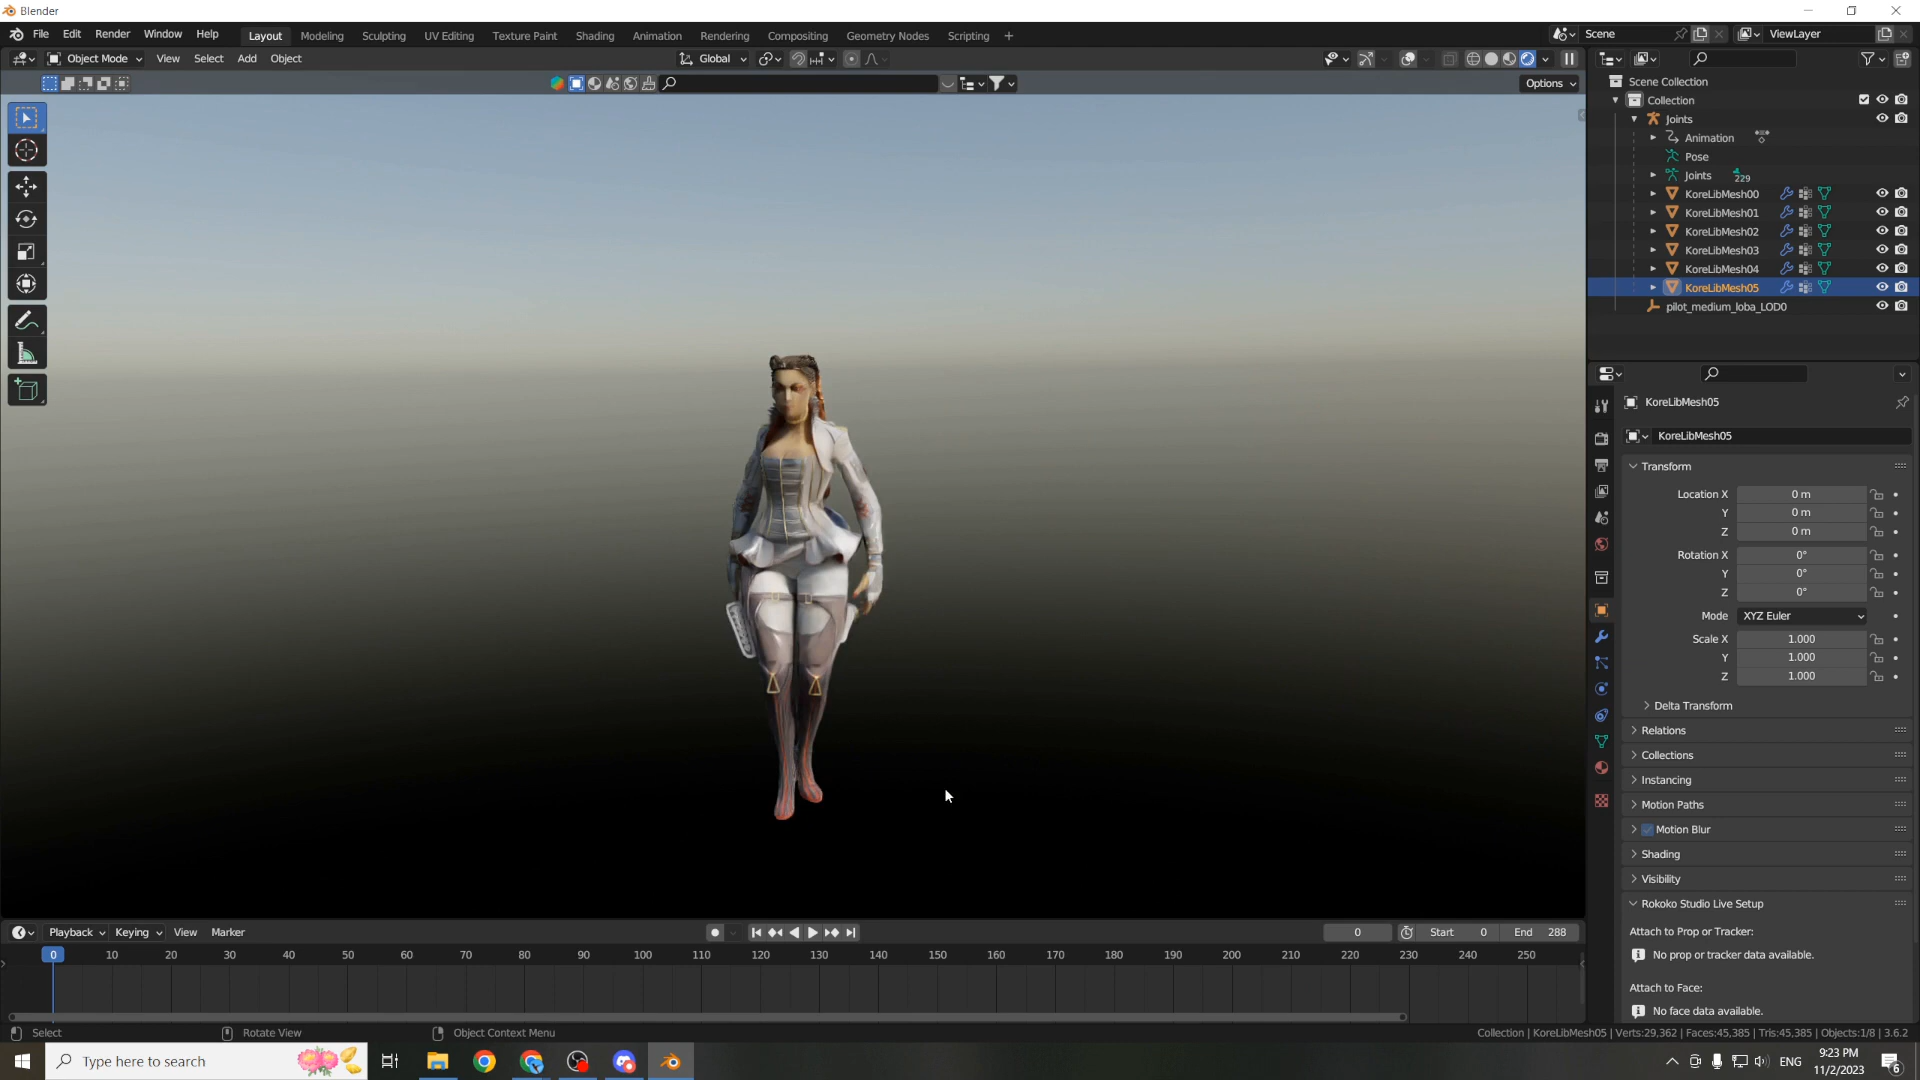 Blender
File Edit Render Window Help Layout Modeling Sculpting UV Editing Texture Paint Shading Animation Rendering Compositing Geometry Nodes Scripting + Scene ViewLayer
Object Mode View Select Add Object Global
Options
Scene Collection
Collection
Joints
Animation
Pose
Joints 229
KoreLibMesh00
KoreLibMesh01
KoreLibMesh02
KoreLibMesh03
KoreLibMesh04
KoreLibMesh05
pilot_medium_loba_LOD0
KoreLibMesh05
KoreLibMesh05
Transform
Location X 0 m
Y 0 m
Z 0 m
Rotation X 0°
Y 0°
Z 0°
Mode XYZ Euler
Scale X 1.000
Y 1.000
Z 1.000
Delta Transform
Relations
Collections
Instancing
Motion Paths
Motion Blur
Shading
Visibility
Rokoko Studio Live Setup
Attach to Prop or Tracker:
No prop or tracker data available.
Attach to Face:
No face data available.
Playback Keying View Marker 0 Start 0 End 288
0 10 20 30 40 50 60 70 80 90 100 110 120 130 140 150 160 170 180 190 200 210 220 230 240 250
Select Rotate View Object Context Menu Collection | KoreLibMesh05 | Verts:29,362 | Faces:45,385 | Tris:45,385 | Objects:1/8 | 3.6.2
Type here to search ENG 9:23 PM
11/2/2023 6